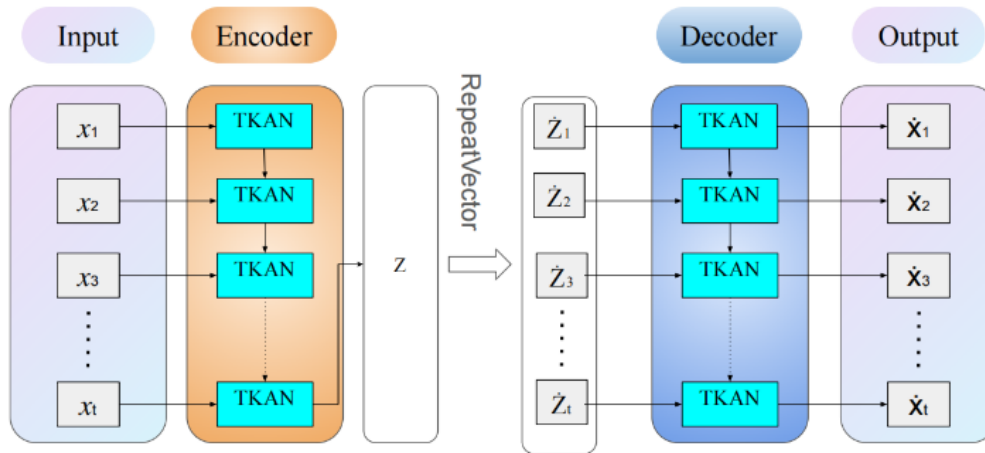 Input Encoder Decoder Output
RepeatVector
x1 TKAN Ż1 TKAN ẋ1
x2 TKAN Ż2 TKAN ẋ2
x3 TKAN Z Ż3 TKAN ẋ3
xt TKAN Żt TKAN ẋt